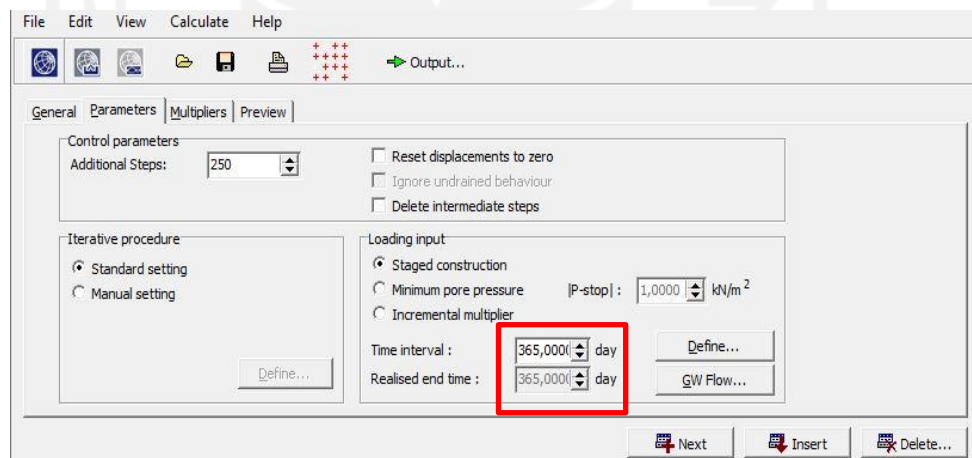 File Edit View Calculate Help
Output...
General Parameters Multipliers Preview
Control parameters
Additional Steps: 250
Reset displacements to zero
Ignore undrained behaviour
Delete intermediate steps
Iterative procedure
Standard setting
Manual setting
Define...
Loading input
Staged construction
Minimum pore pressure |P-stop| : 1,0000 kN/m 2
Incremental multiplier
Time interval : 365,000( day Define...
Realised end time : 365,000( day GW Flow...
Next Insert Delete...